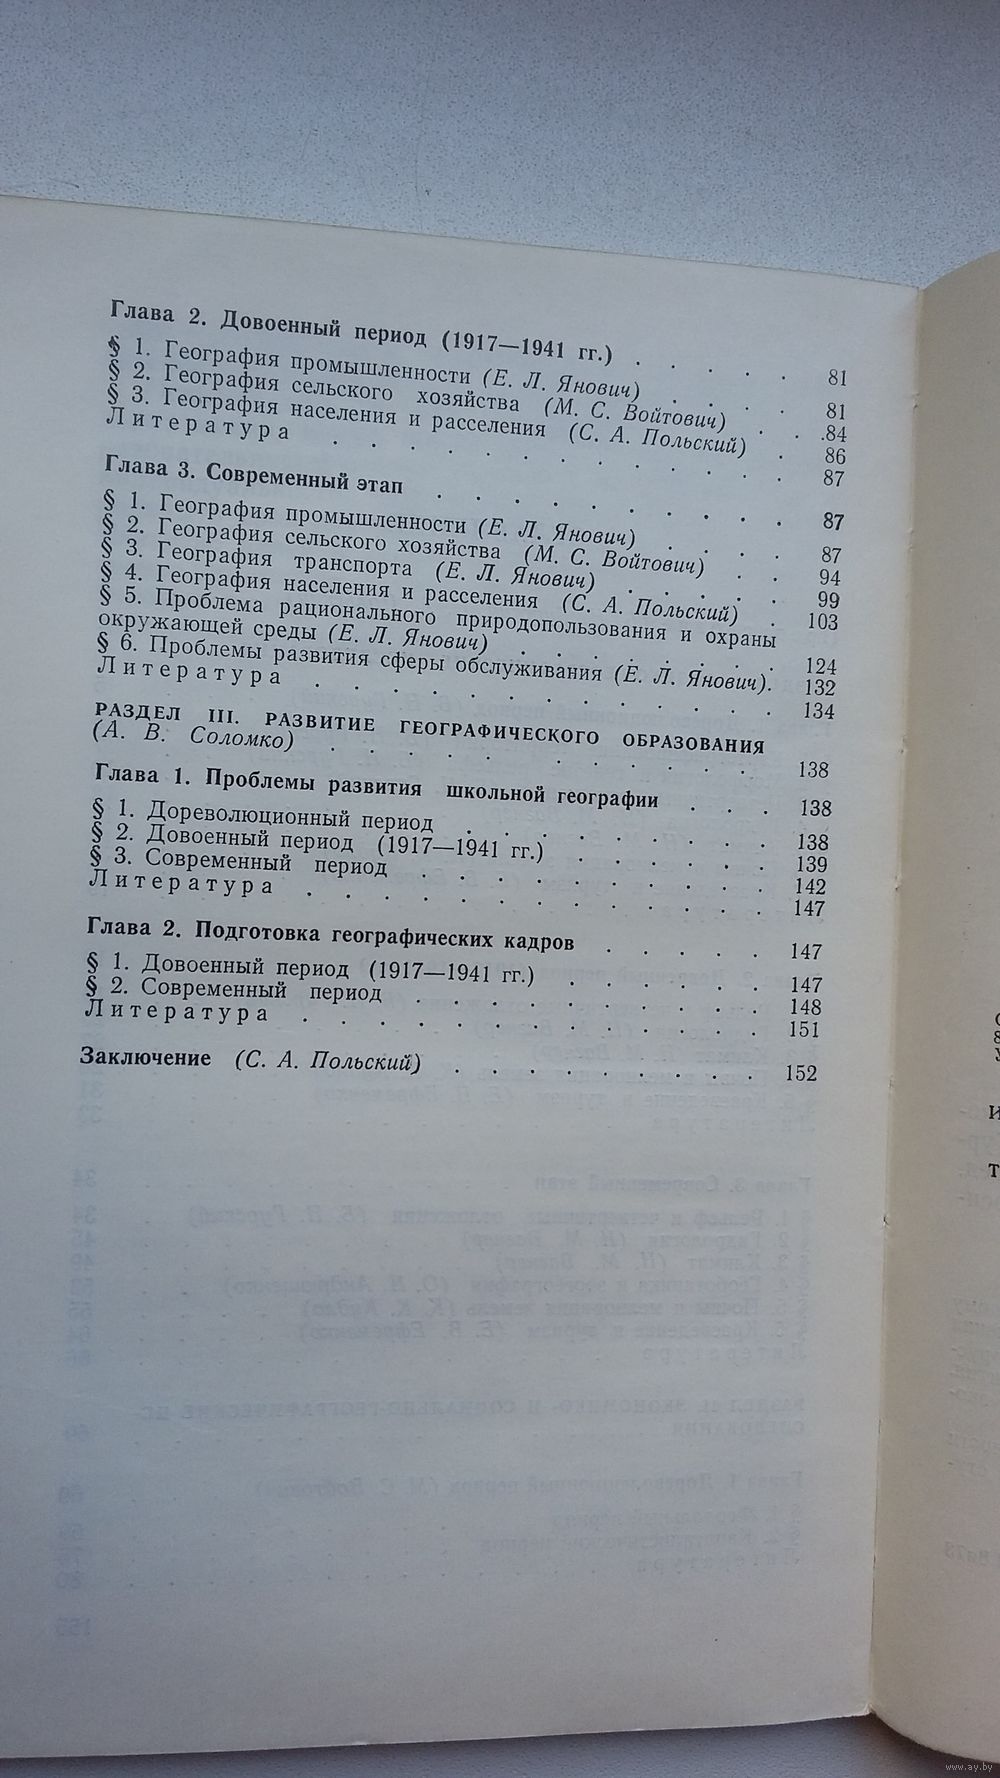 Глава 2. Довоенный период (1917—1941 гг.) . . . . . 81
§ 1. География промышленности (Е. Л. Янович) . . . . 81
§ 2. География сельского хозяйства (М. С. Войтович) . . .84
§ 3. География населения и расселения (С. А. Польский) . 86
Литература . . . . . . . . . . . . 87
Глава 3. Современный этап . . . . . . . . . . 87
§ 1. География промышленности (Е. Л. Янович) . . . . 87
§ 2. География сельского хозяйства (М. С. Войтович) . . 94
§ 3. География транспорта (Е. Л. Янович) . . . . . 99
§ 4. География населения и расселения (С. А. Польский) . 103
§ 5. Проблема рационального природопользования и охраны
окружающей среды (Е. Л. Янович) . . . . . . . 124
§ 6. Проблемы развития сферы обслуживания (Е. Л. Янович). 132
Литература . . . . . . . . . . . . . 134
РАЗДЕЛ III. РАЗВИТИЕ ГЕОГРАФИЧЕСКОГО ОБРАЗОВАНИЯ
(А. В. Соломко) . . . . . . . . . . . 138
Глава 1. Проблемы развития школьной географии . . . 138
§ 1. Дореволюционный период . . . . . . . . . 138
§ 2. Довоенный период (1917—1941 гг.) . . . . . . 139
§ 3. Современный период . . . . . . . . . . 142
Литература . . . . . . . . . . . . . 147
Глава 2. Подготовка географических кадров . . . . . 147
§ 1. Довоенный период (1917—1941 гг.) . . . . . . 147
§ 2. Современный период . . . . . . . . . . 148
Литература . . . . . . . . . . . . . 151
Заключение (С. А. Польский) . . . . . . . . . 152
www.ay.by